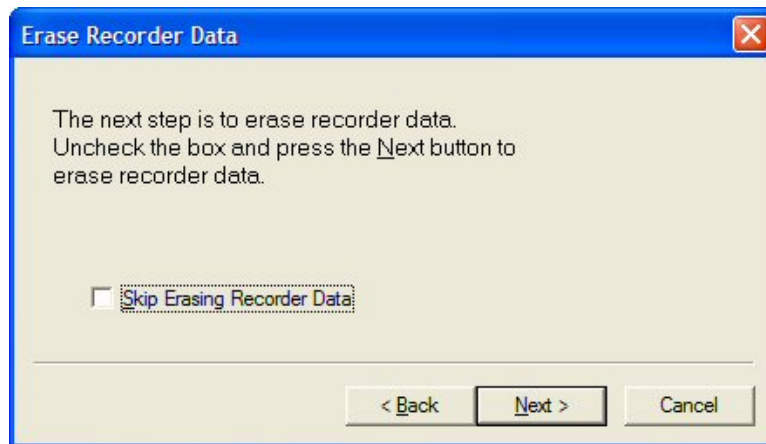 Erase Recorder Data
The next step is to erase recorder data.
Uncheck the box and press the Next button to
erase recorder data.
Skip Erasing Recorder Data
< Back
Next >
Cancel